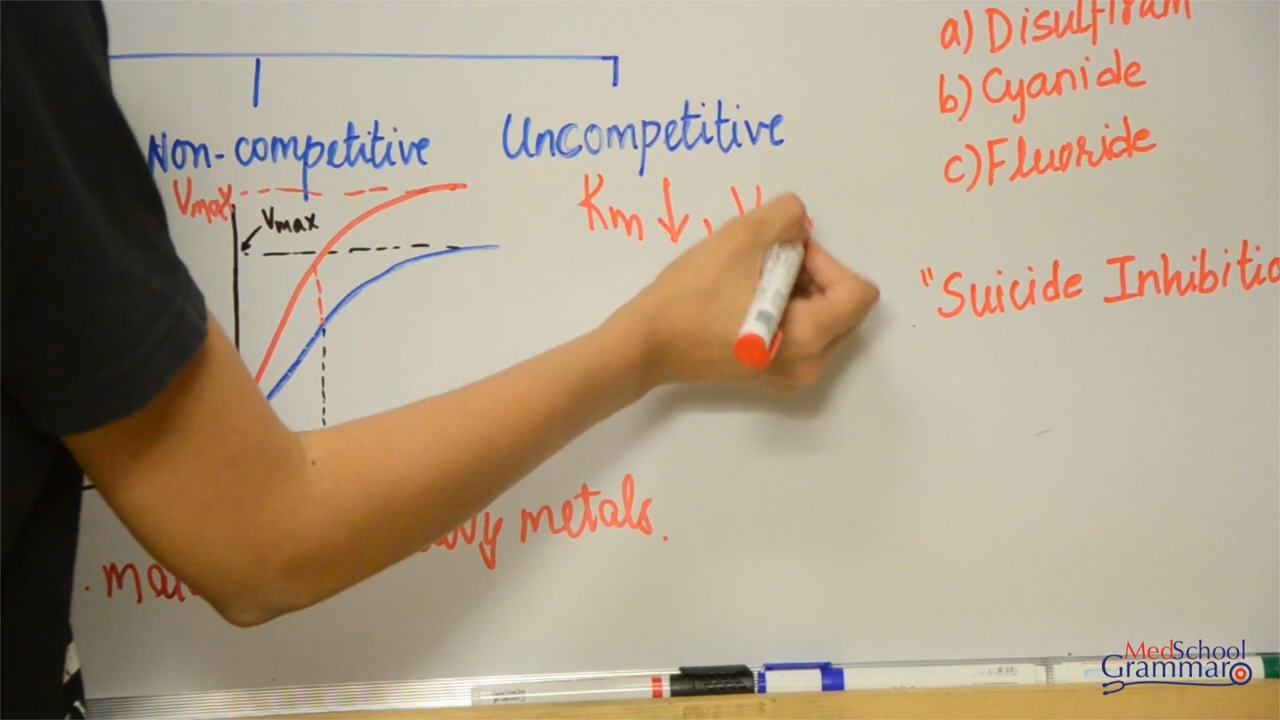 Non-competitive
Vmax
Vmax
Uncompetitive
Km ↓, V
metals.
a) Disulfiram
b) Cyanide
c) Fluoride
"Suicide Inhibitio
MedSchool
Grammar